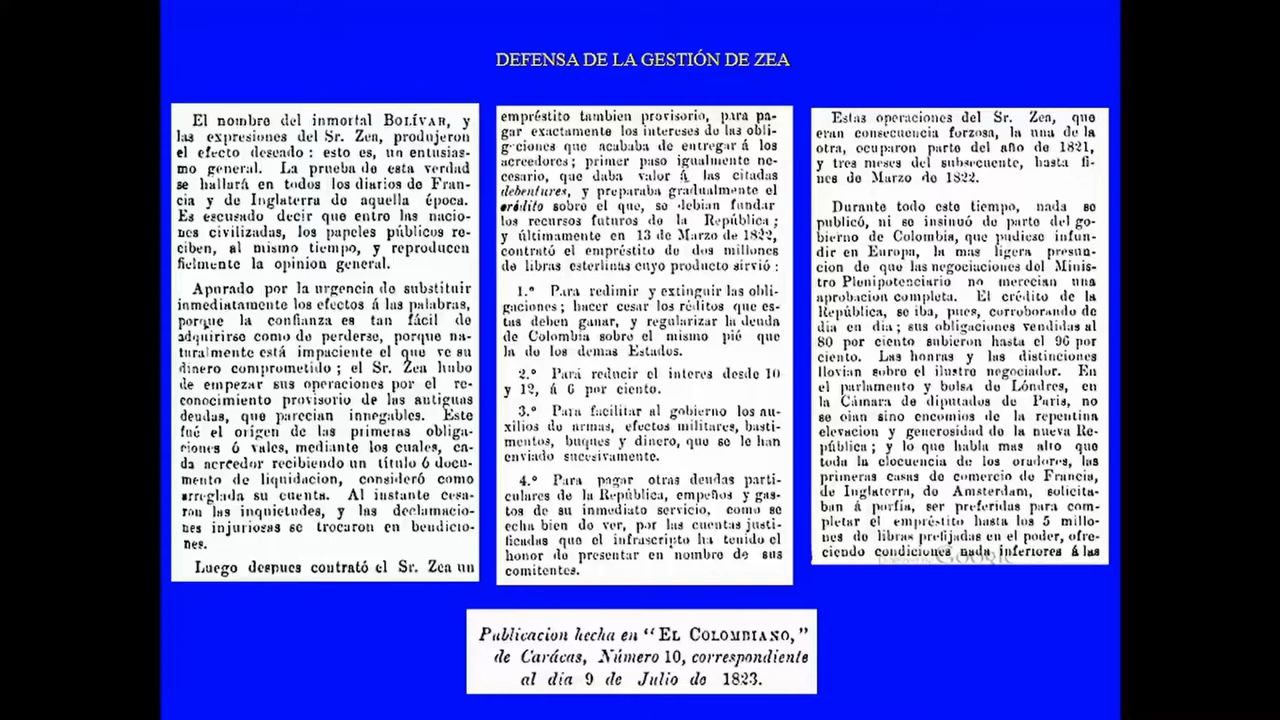 DEFENSA DE LA GESTIÓN DE ZEA
El nombre del inmortal BOLÍVAR, y
las expresiones del Sr. Zea, produjeron
el efecto deseado : esto es, un entusias-
mo general. La prueba de esta verdad
se hallará en todos los diarios de Fran-
cia y de Inglaterra de aquella época.
Es escusado decir que entre las nacio-
nes civilizadas, los papeles públicos re-
ciben, al mismo tiempo, y reproducen
fielmente la opinion general.
Apurado por la urgencia de substituir
inmediatamente los efectos á las palabras,
porque la confianza es tan fácil de
adquirirse como de perderse, porque na-
turalmente está impaciente el que ve su
dinero comprometido ; el Sr. Zea hubo
de empezar sus operaciones por el re-
conocimiento provisorio de las antiguas
deudas, que parecian innegables. Este
fué el origen de las primeras obliga-
ciones ó vales, mediante los cuales, ca-
da acreedor recibiendo un título ó docu-
mento de liquidacion, consideró como
arreglada su cuenta. Al instante cesa-
ron las inquietudes, y las declamacio-
nes injuriosas se trocaron en bendicio-
nes.
Luego despues contrató el Sr. Zea un
empréstito tambien provisorio, para pa-
gar exactamente los intereses de las obli-
gaciones que acababa de entregar á los
acreedores ; primer paso igualmente ne-
cesario, que daba valor á las citadas
debentures, y preparaba gradualmente el
crédito sobre el que, se debian fundar
los recursos futuros de la República ;
y últimamente en 13 de Marzo de 1822,
contrató el empréstito de dos millones
de libras esterlinas cuyo producto sirvió :
1.º Para redimir y extinguir las obli-
gaciones ; hacer cesar los réditos que es-
tas deben ganar, y regularizar la deuda
de Colombia sobre el mismo pié que
la de los demas Estados.
2.º Para reducir el interes desde 10
y 12, á 6 por ciento.
3.º Para facilitar al gobierno los au-
xilios de armas, efectos militares, basti-
mentos, buques y dinero, que se le han
enviado sucesivamente.
4.º Para pagar otras deudas parti-
culares de la República, empeños y gas-
tos de su inmediato servicio, como se
echa bien de ver, por las cuentas justi-
ficadas que el infrascripto ha tenido el
honor de presentar en nombre de sus
comitentes.
Estas operaciones del Sr. Zea, que
eran consecuencia forzosa, la una de la
otra, ocuparon parte del año de 1821,
y tres meses del subsecuente, hasta fi-
nes de Marzo de 1822.
Durante todo este tiempo, nada se
publicó, ni se insinuó de parte del go-
bierno de Colombia, que pudiese infun-
dir en Europa, la mas ligera presun-
cion de que las negociaciones del Minis-
tro Plenipotenciario no merecian una
aprobacion completa. El crédito de la
República, se iba, pues, corroborando de
dia en dia ; sus obligaciones vendidas al
80 por ciento subieron hasta el 96 por
ciento. Las honras y las distinciones
llovian sobre el ilustre negociador. En
el parlamento y bolsa de Lóndres, en
la Cámara de diputados de Paris, no
se oian sino encomios de la repentina
elevacion y generosidad de la nueva Re-
pública ; y lo que habla mas alto que
toda la elocuencia de los oradores, las
primeras casas de comercio de Francia,
de Inglaterra, de Amsterdam, solicita-
ban á porfia, ser preferidas para com-
pletar el empréstito hasta los 5 millo-
nes de libras prefijadas en el poder, ofre-
ciendo condiciones nada inferiores á las
Publicacion hecha en "EL COLOMBIANO,"
de Carácas, Número 10, correspondiente
al dia 9 de Julio de 1823.